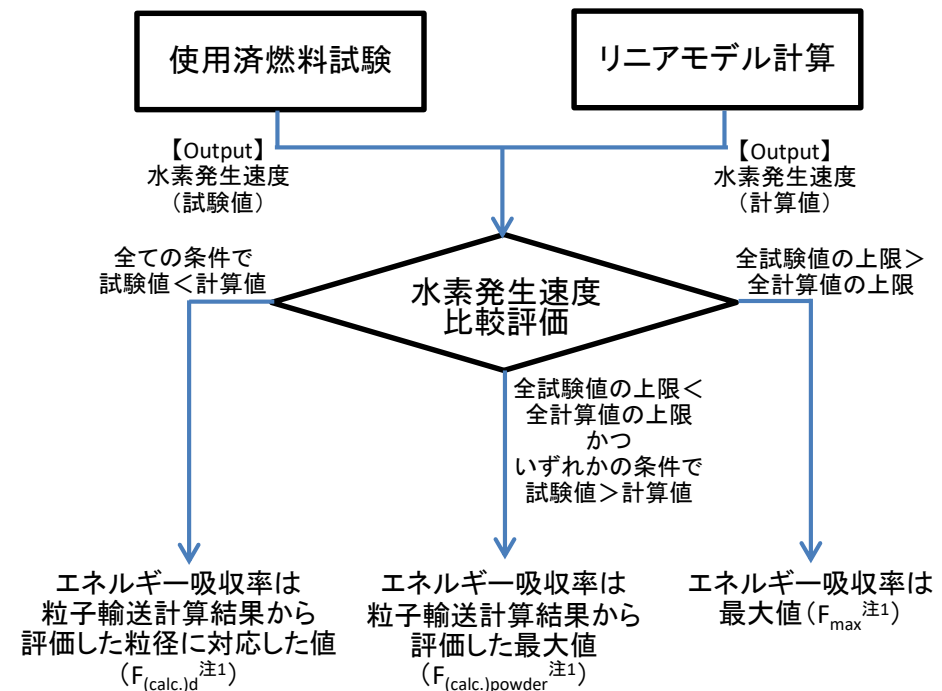 使用済燃料試験
リニアモデル計算
【Output】
水素発生速度
（試験値）
【Output】
水素発生速度
（計算値）
水素発生速度
比較評価
全ての条件で
試験値＜計算値
全試験値の上限＞
全計算値の上限
全試験値の上限＜
全計算値の上限
かつ
いずれかの条件で
試験値＞計算値
エネルギー吸収率は
粒子輸送計算結果から
評価した粒径に対応した値
（F(calc.)d注1）
エネルギー吸収率は
粒子輸送計算結果から
評価した最大値
（F(calc.)powder注1）
エネルギー吸収率は
最大値（Fmax注1）